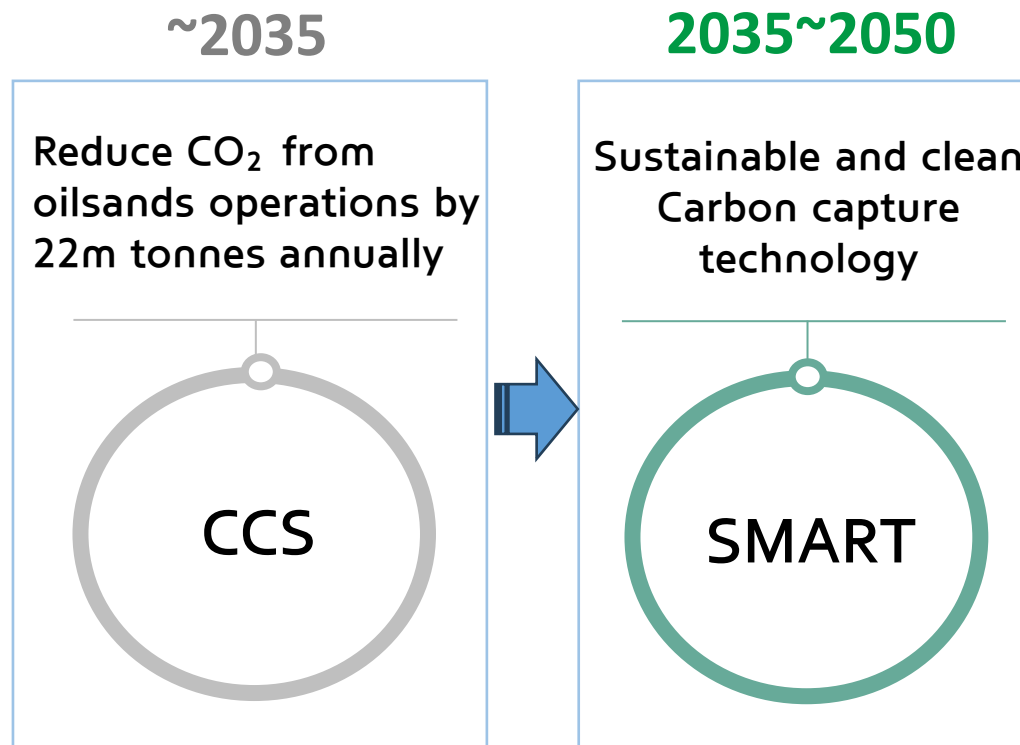 ~2035
Reduce CO₂ from
oilsands operations by
22m tonnes annually
CCS
2035~2050
Sustainable and clean
Carbon capture
technology
SMART